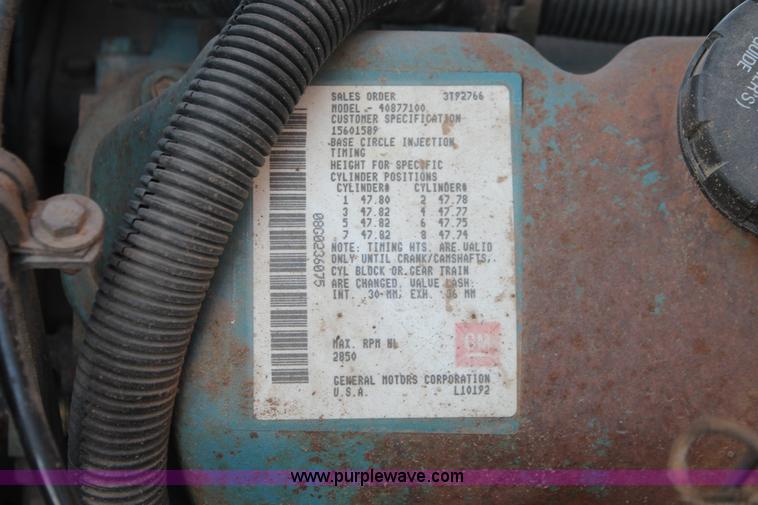 SALES ORDER 3T92766
MODEL - 40877100
CUSTOMER SPECIFICATION
15601589
BASE CIRCLE INJECTION
TIMING
HEIGHT FOR SPECIFIC
CYLINDER POSITIONS
CYLINDER# CYLINDER#
1 47.80 2 47.78
3 47.82 4 47.77
5 47.82 6 47.75
7 47.82 8 47.74
NOTE: TIMING HTS. ARE VALID
ONLY UNTIL CRANK/CAMSHAFTS,
CYL BLOCK OR GEAR TRAIN
ARE CHANGED. VALVE LASH:
INT. .30 MM, EXH. .36 MM
MAX. RPM NL
2850
GENERAL MOTORS CORPORATION
U.S.A. L10192
08G0236075
GM
GUIDE
www.purplewave.com